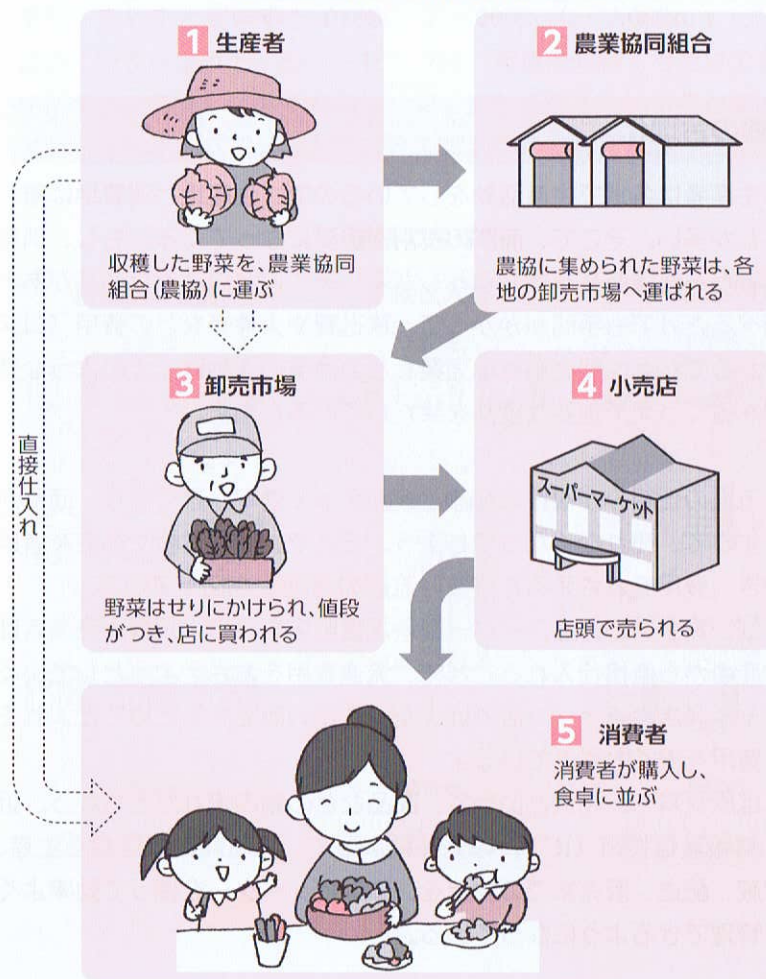 1 生産者
収穫した野菜を、農業協同
組合(農協)に運ぶ
2 農業協同組合
農協に集められた野菜は、各
地の卸売市場へ運ばれる
3 卸売市場
野菜はせりにかけられ、値段
がつき、店に買われる
4 小売店
スーパーマーケット
店頭で売られる
直接仕入れ
5 消費者
消費者が購入し、
食卓に並ぶ